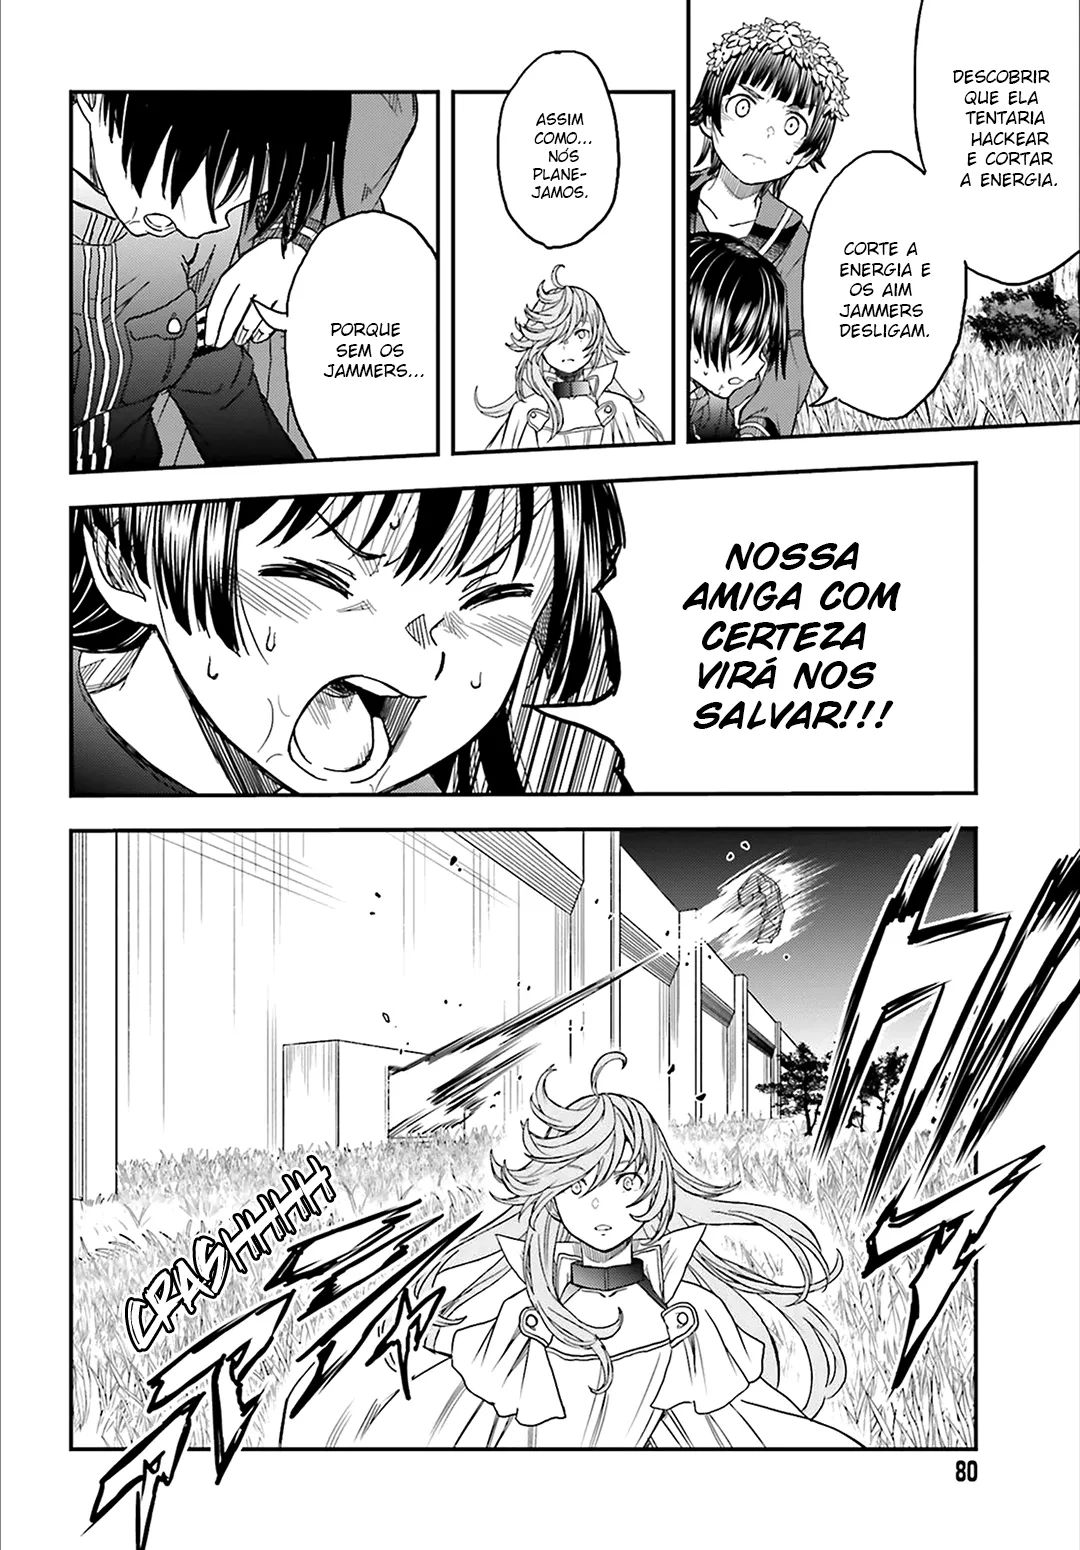 DESCOBRIR
QUE ELA
TENTARIA
HACKEAR
E CORTAR
A ENERGIA.
CORTE A
ENERGIA E
OS AIM
JAMMERS
DESLIGAM.
ASSIM
COMO...
NÓS
PLANE-
JAMOS.
PORQUE
SEM OS
JAMMERS...
NOSSA
AMIGA COM
CERTEZA
VIRÁ NOS
SALVAR!!!
CRASHHHHH
80